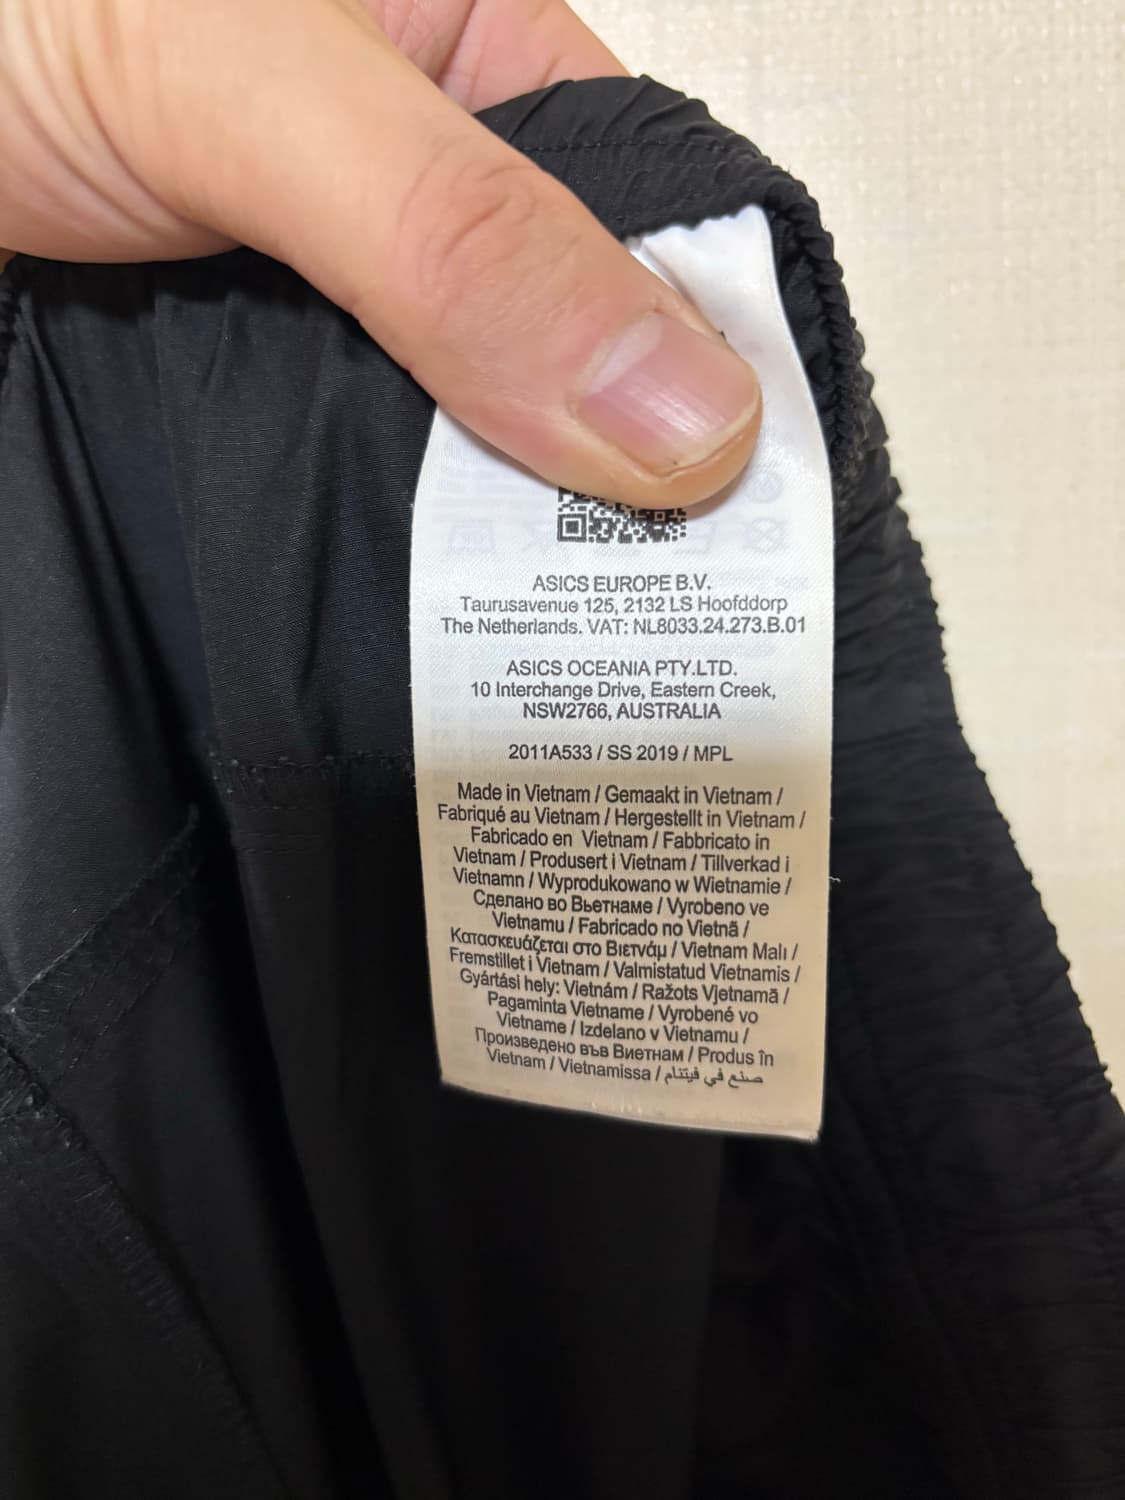 ASICS EUROPE B.V.
Taurusavenue 125, 2132 LS Hoofddorp
The Netherlands. VAT: NL8033.24.273.B.01
ASICS OCEANIA PTY.LTD.
10 Interchange Drive, Eastern Creek,
NSW2766, AUSTRALIA
2011A533 / SS 2019 / MPL
Made in Vietnam / Gemaakt in Vietnam /
Fabriqué au Vietnam / Hergestellt in Vietnam /
Fabricado en Vietnam / Fabbricato in
Vietnam / Produsert i Vietnam / Tillverkad i
Vietnamn / Wyprodukowano w Wietnamie /
Сделано во Вьетнаме / Vyrobeno ve
Vietnamu / Fabricado no Vietnã /
Κατασκευάζεται στο Βιετνάμ / Vietnam Malı /
Fremstillet i Vietnam / Valmistatud Vietnamis /
Gyártási hely: Vietnám / Ražots Vjetnamā /
Pagaminta Vietname / Vyrobené vo
Vietname / Izdelano v Vietnamu /
Произведено във Виетнам / Produs în
Vietnam / Vietnamissa / صنع في فيتنام